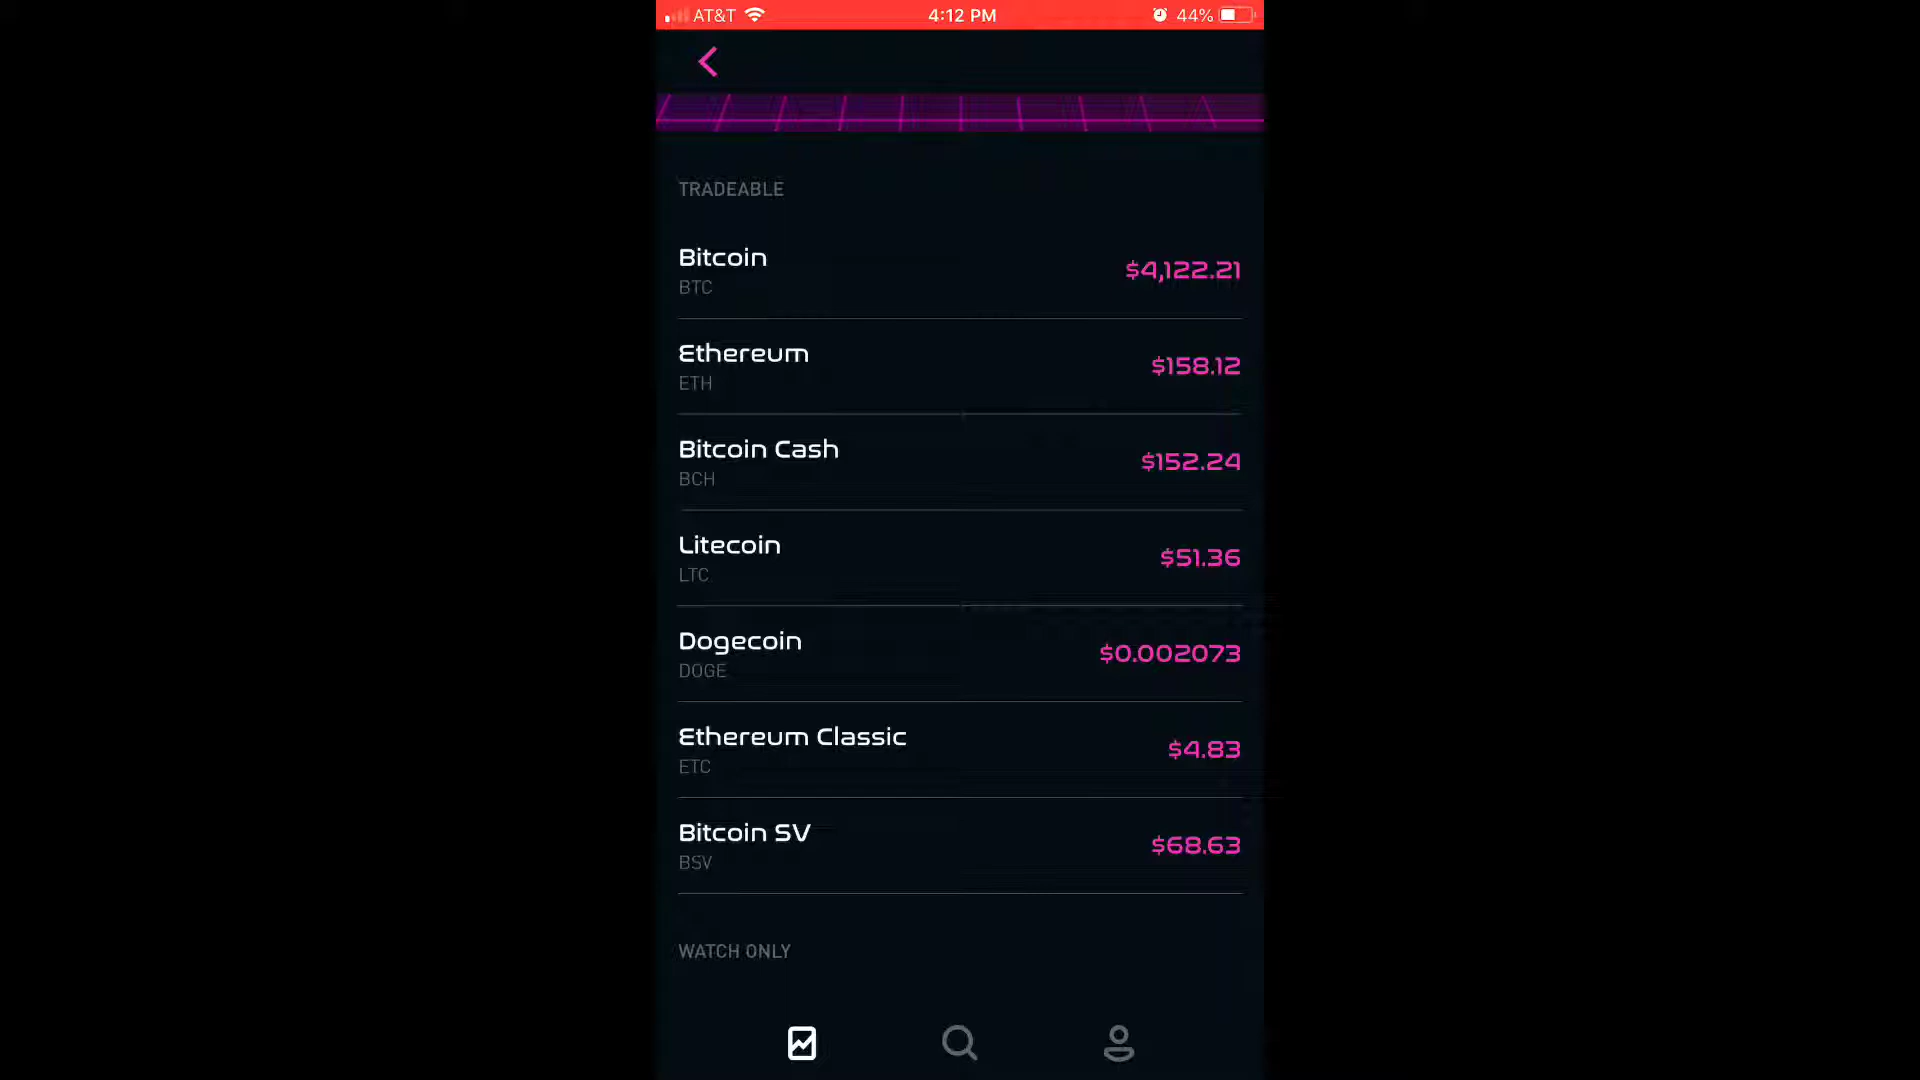 AT&T 4:12 PM 44%
TRADEABLE
Bitcoin
BTC
$4,122.21
Ethereum
ETH
$158.12
Bitcoin Cash
BCH
$152.24
Litecoin
LTC
$51.36
Dogecoin
DOGE
$0.002073
Ethereum Classic
ETC
$4.83
Bitcoin SV
BSV
$68.63
WATCH ONLY